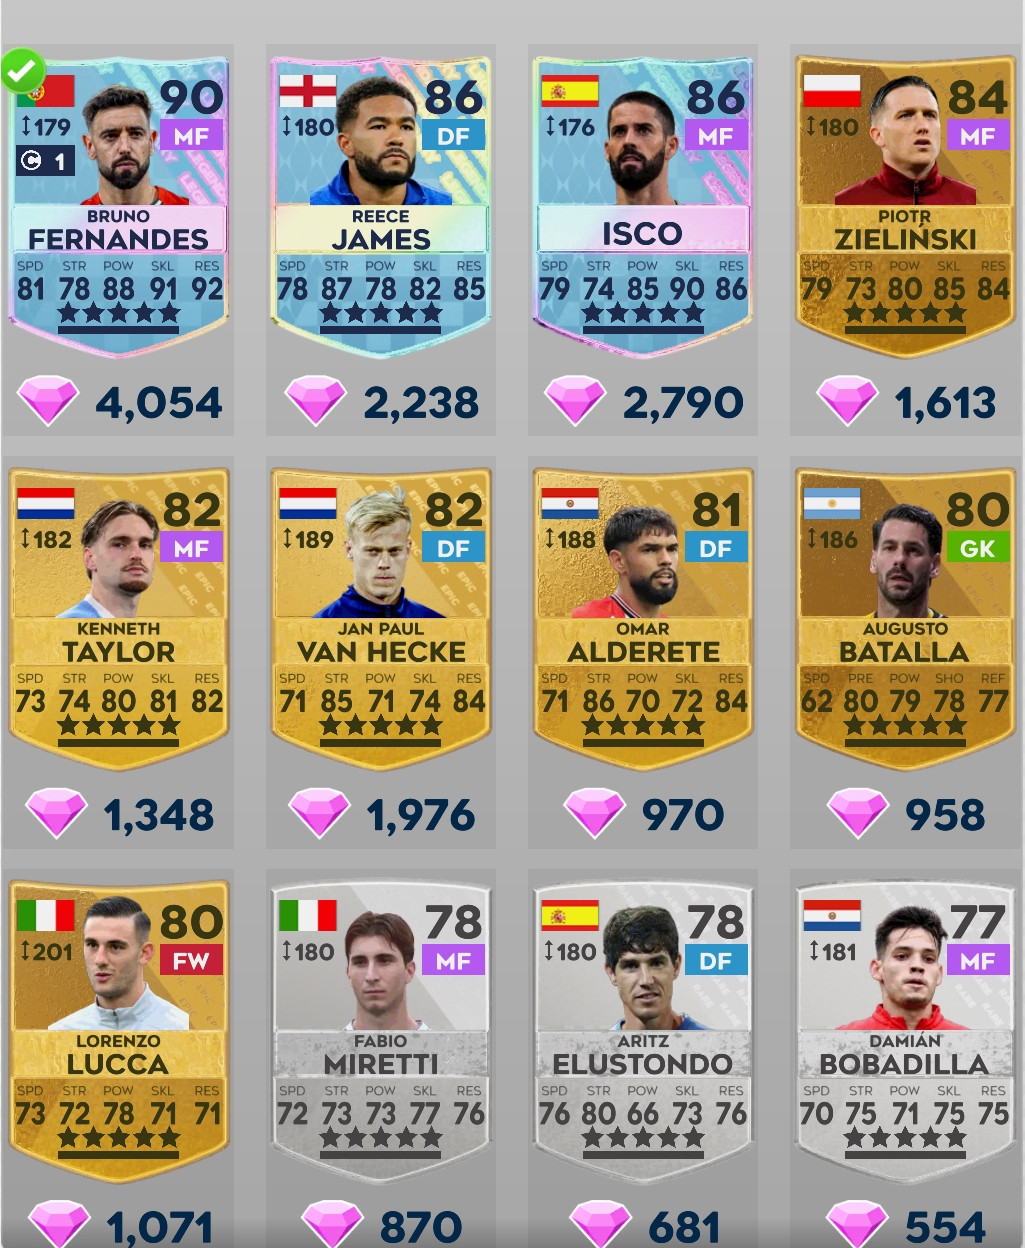 90
179
MF
© 1
BRUNO
FERNANDES
SPD STR POW SKL RES
81 78 88 91 92
4,054
86
180
DF
LEGENDARY
REECE
JAMES
SPD STR POW SKL RES
78 87 78 82 85
2,238
86
176
MF
LEGENDARY
ISCO
SPD STR POW SKL RES
79 74 85 90 86
2,790
84
180
MF
EPIC
PIOTR
ZIELIŃSKI
SPD STR POW SKL RES
79 73 80 85 84
1,613
82
182
MF
EPIC
KENNETH
TAYLOR
SPD STR POW SKL RES
73 74 80 81 82
1,348
82
189
DF
EPIC
JAN PAUL
VAN HECKE
SPD STR POW SKL RES
71 85 71 74 84
1,976
81
188
DF
EPIC
OMAR
ALDERETE
SPD STR POW SKL RES
71 86 70 72 84
970
80
186
GK
AUGUSTO
BATALLA
SPD PRE POW SHO REF
62 80 79 78 77
958
80
201
FW
EPIC
LORENZO
LUCCA
SPD STR POW SKL RES
73 72 78 71 71
1,071
78
180
MF
FABIO
MIRETTI
SPD STR POW SKL RES
72 73 73 77 76
870
78
180
DF
RARE
ARITZ
ELUSTONDO
SPD STR POW SKL RES
76 80 66 73 76
681
77
181
MF
RARE
DAMIÁN
BOBADILLA
SPD STR POW SKL RES
70 75 71 75 75
554